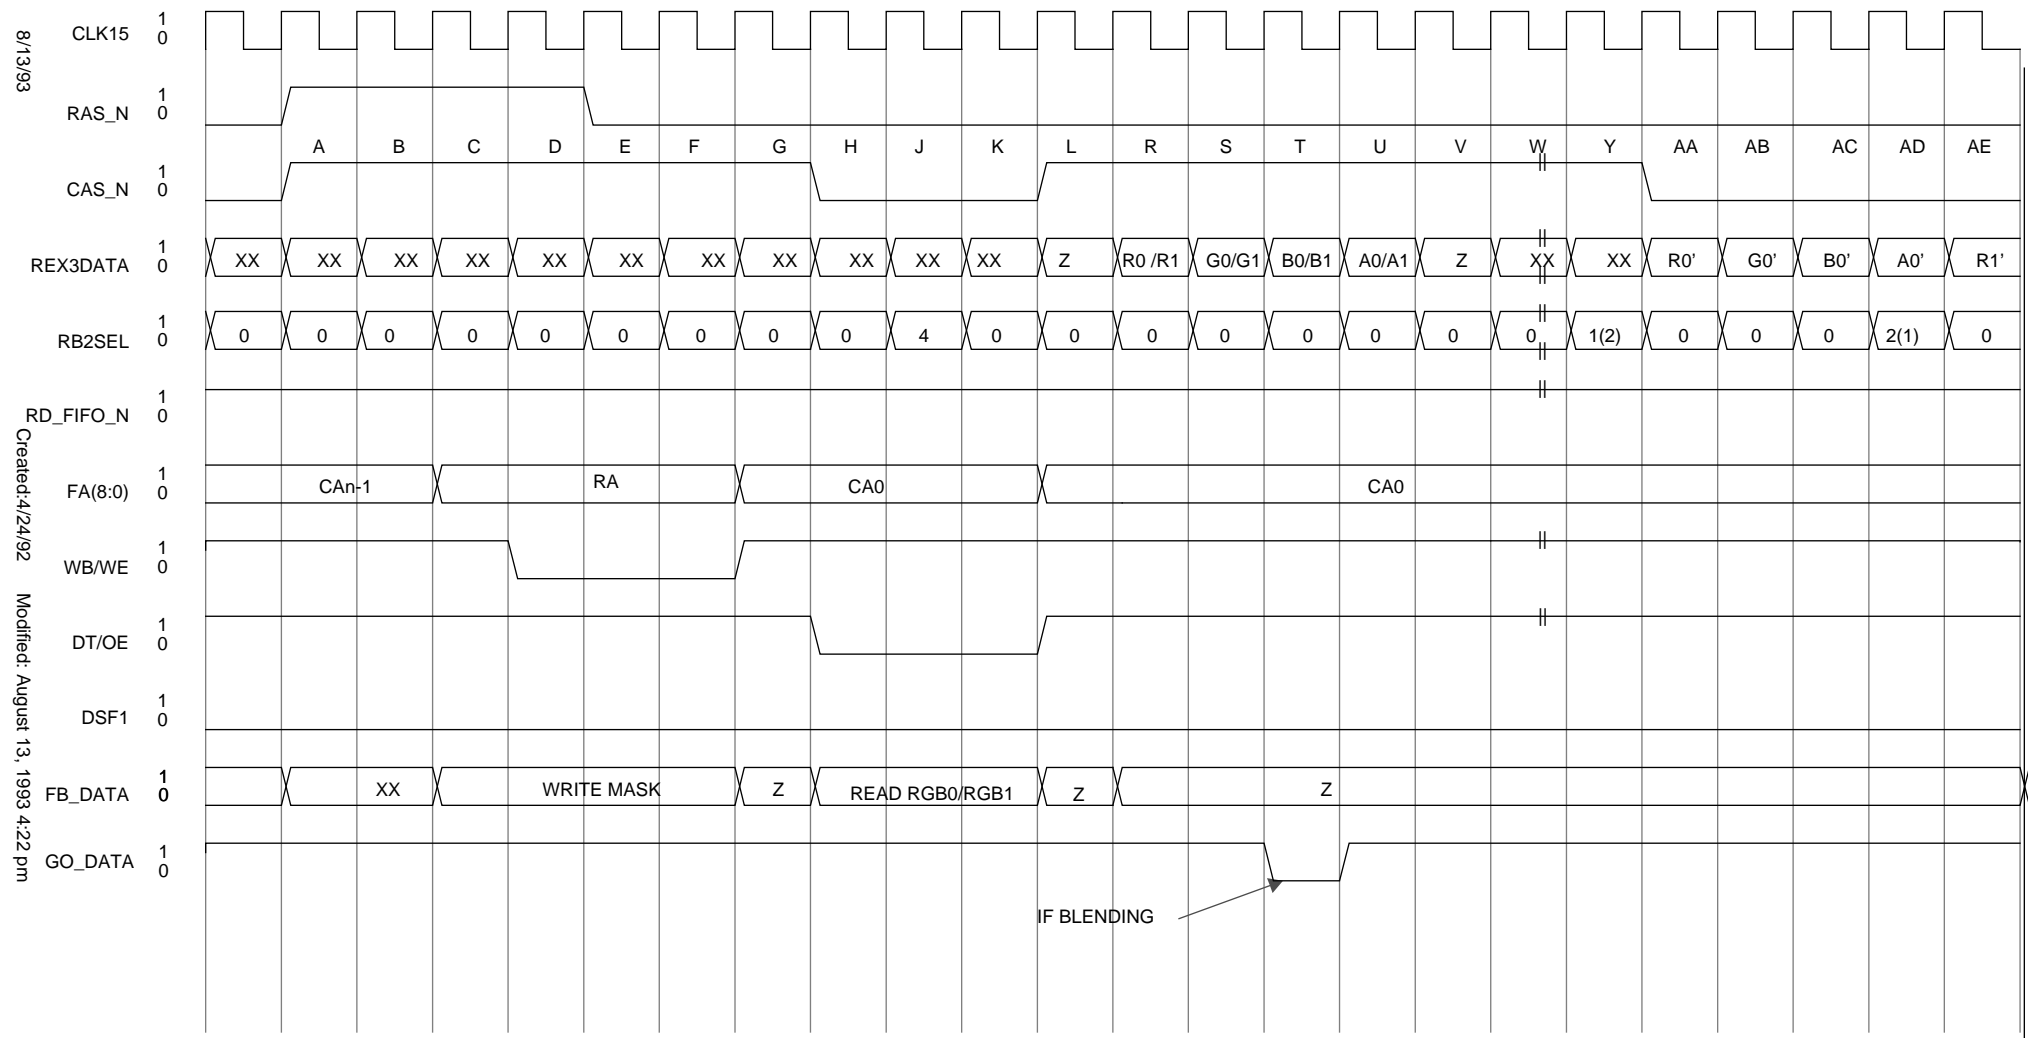 8/13/93
Created:4/24/92 Modified: August 13, 1993 4:22 pm
CLK15 1 0
RAS_N 1 0
A B C D E F G H J K L R S T U V W Y AA AB AC AD AE
CAS_N 1 0
REX3DATA 1 0 XX XX XX XX XX XX XX XX XX XX XX Z R0 /R1 G0/G1 B0/B1 A0/A1 Z XX XX R0' G0' B0' A0' R1'
RB2SEL 1 0 0 0 0 0 0 0 0 0 0 4 0 0 0 0 0 0 0 0 1(2) 0 0 0 2(1) 0
RD_FIFO_N 1 0
FA(8:0) 1 0 CAn-1 RA CA0 CA0
WB/WE 1 0
DT/OE 1 0
DSF1 1 0
FB_DATA 1 0 XX WRITE MASK Z READ RGB0/RGB1 Z Z
GO_DATA 1 0
IF BLENDING